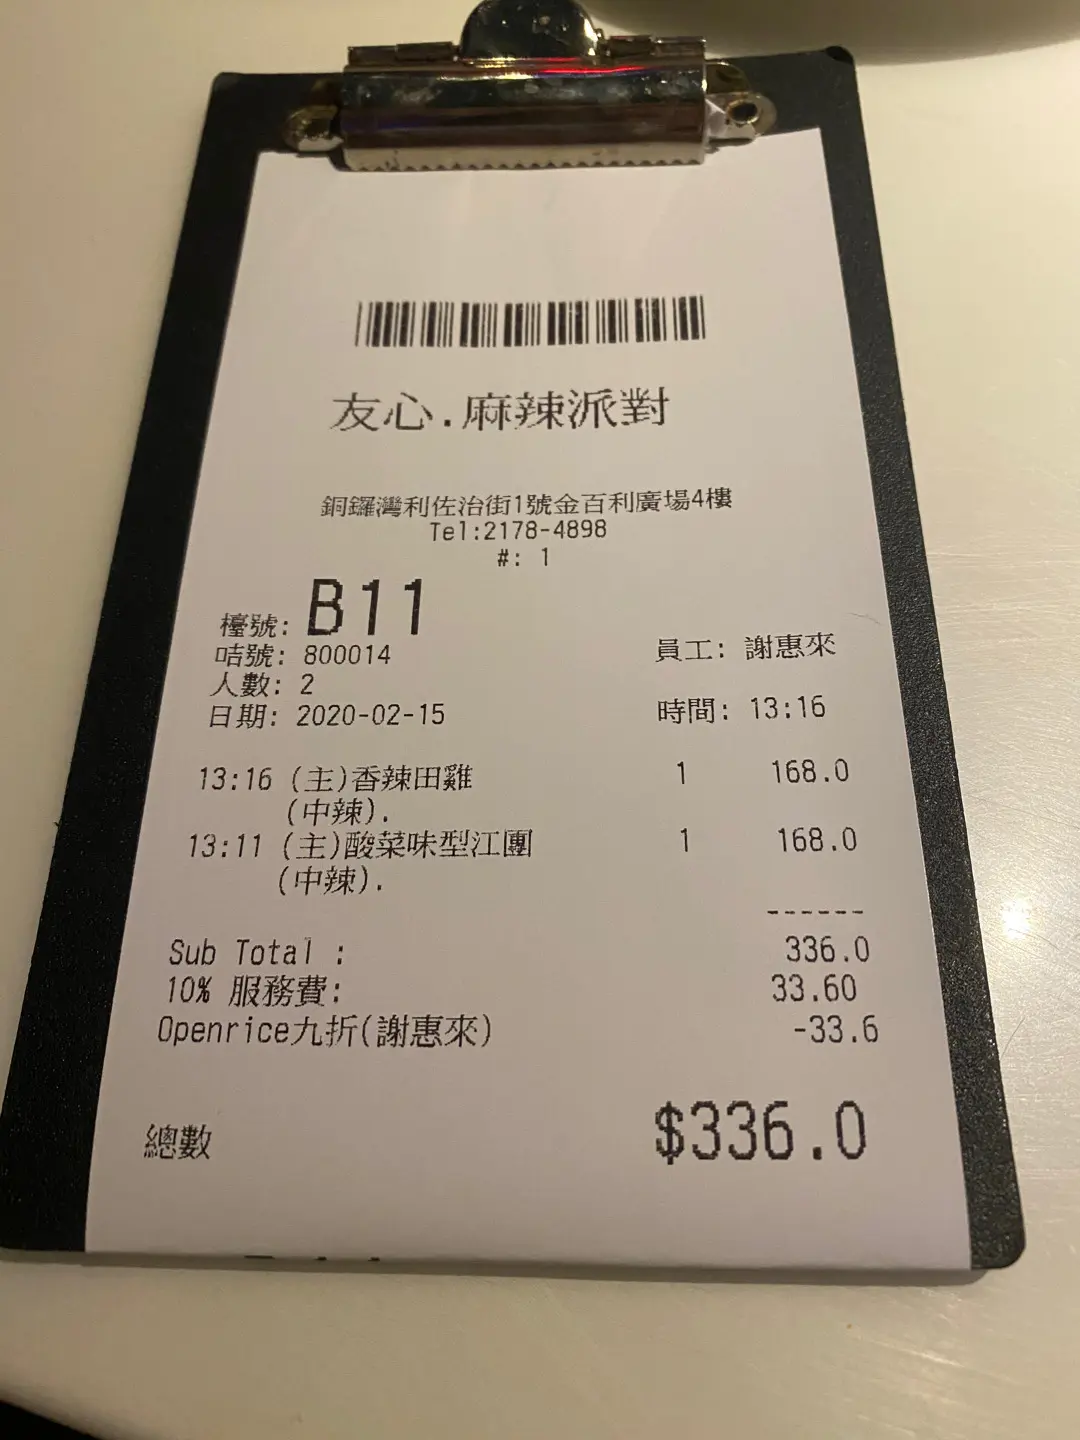 友心.麻辣派對
銅鑼灣利佐治街1號金百利廣場4樓
Tel:2178-4898
#: 1
檯號: B11
咭號: 800014
員工: 謝惠來
人數: 2
日期: 2020-02-15
時間: 13:16
13:16 (主)香辣田雞 1 168.0
(中辣).
13:11 (主)酸菜味型江團 1 168.0
(中辣).
------
Sub Total : 336.0
10% 服務費: 33.60
Openrice九折(謝惠來) -33.6
總數 $336.0